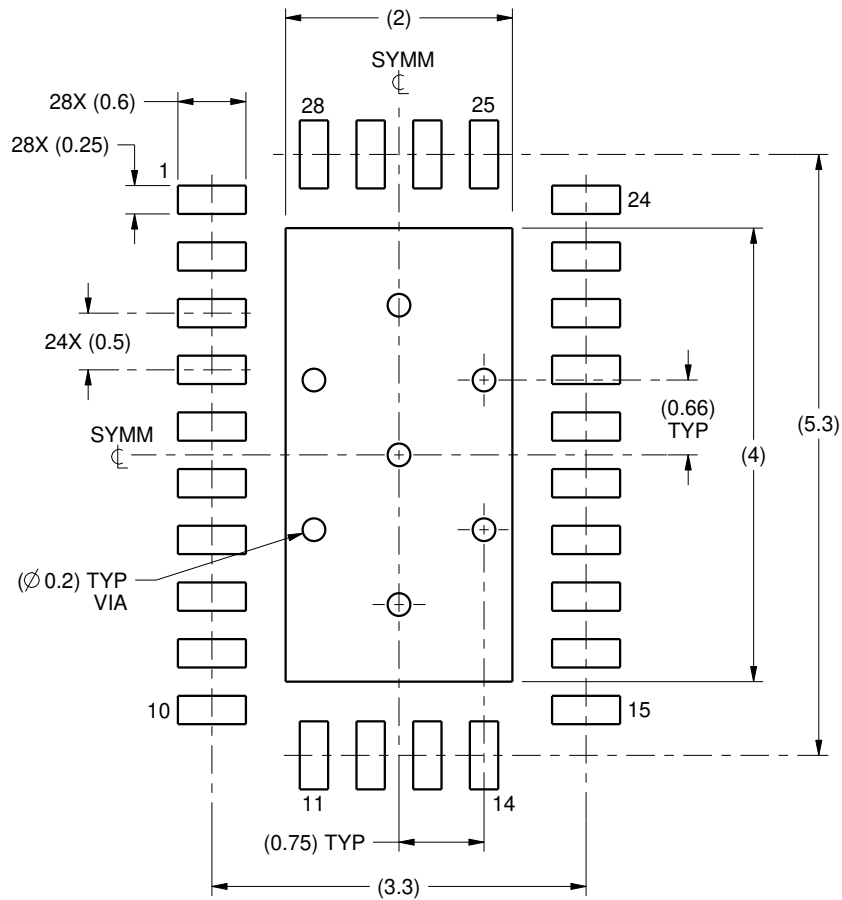 (2)
SYMM
℄
28X (0.6)
28
25
28X (0.25)
1
24
24X (0.5)
(0.66)
TYP
(5.3)
SYMM
℄
(4)
(∅ 0.2) TYP
VIA
10
15
11
14
(0.75) TYP
(3.3)